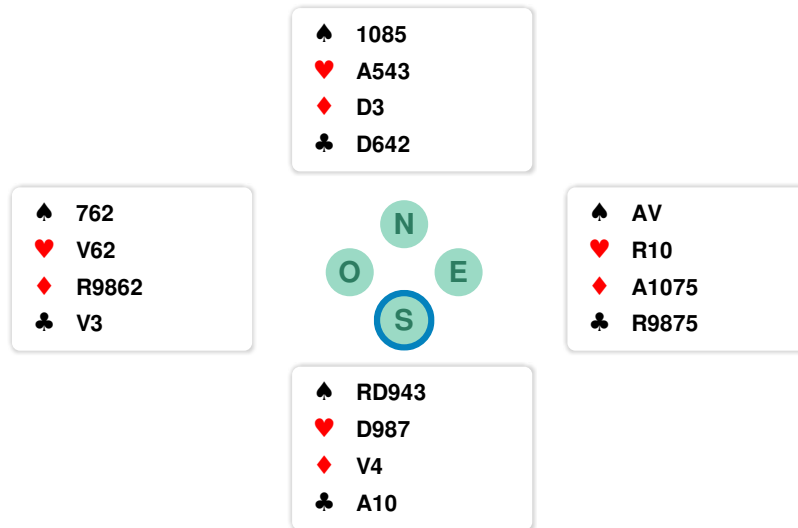 ♠ 1085
♥ A543
♦ D3
♣ D642
♠ 762
♥ V62
♦ R9862
♣ V3
N
O E
S
♠ AV
♥ R10
♦ A1075
♣ R9875
♠ RD943
♥ D987
♦ V4
♣ A10